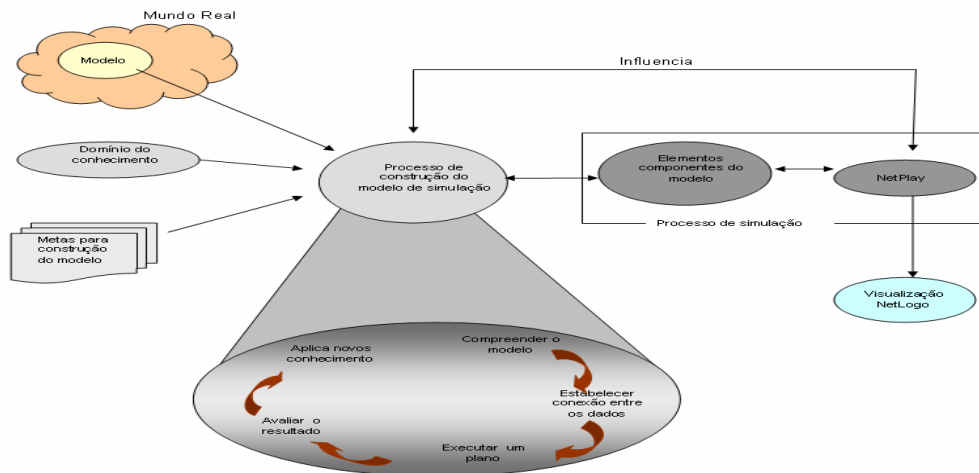 Mundo Real
Modelo
Influencia
Domínio do
conhecimento
Processo de
construção do
modelo de simulação
Elementos
componentes do
modelo
NetPlay
Processo de simulação
Metas para
construção
do modelo
Visualização
NetLogo
Compreender o
modelo
Estabelecer
conexão entre
os dados
Executar um
plano
Avaliar o
resultado
Aplica novos
conhecimento